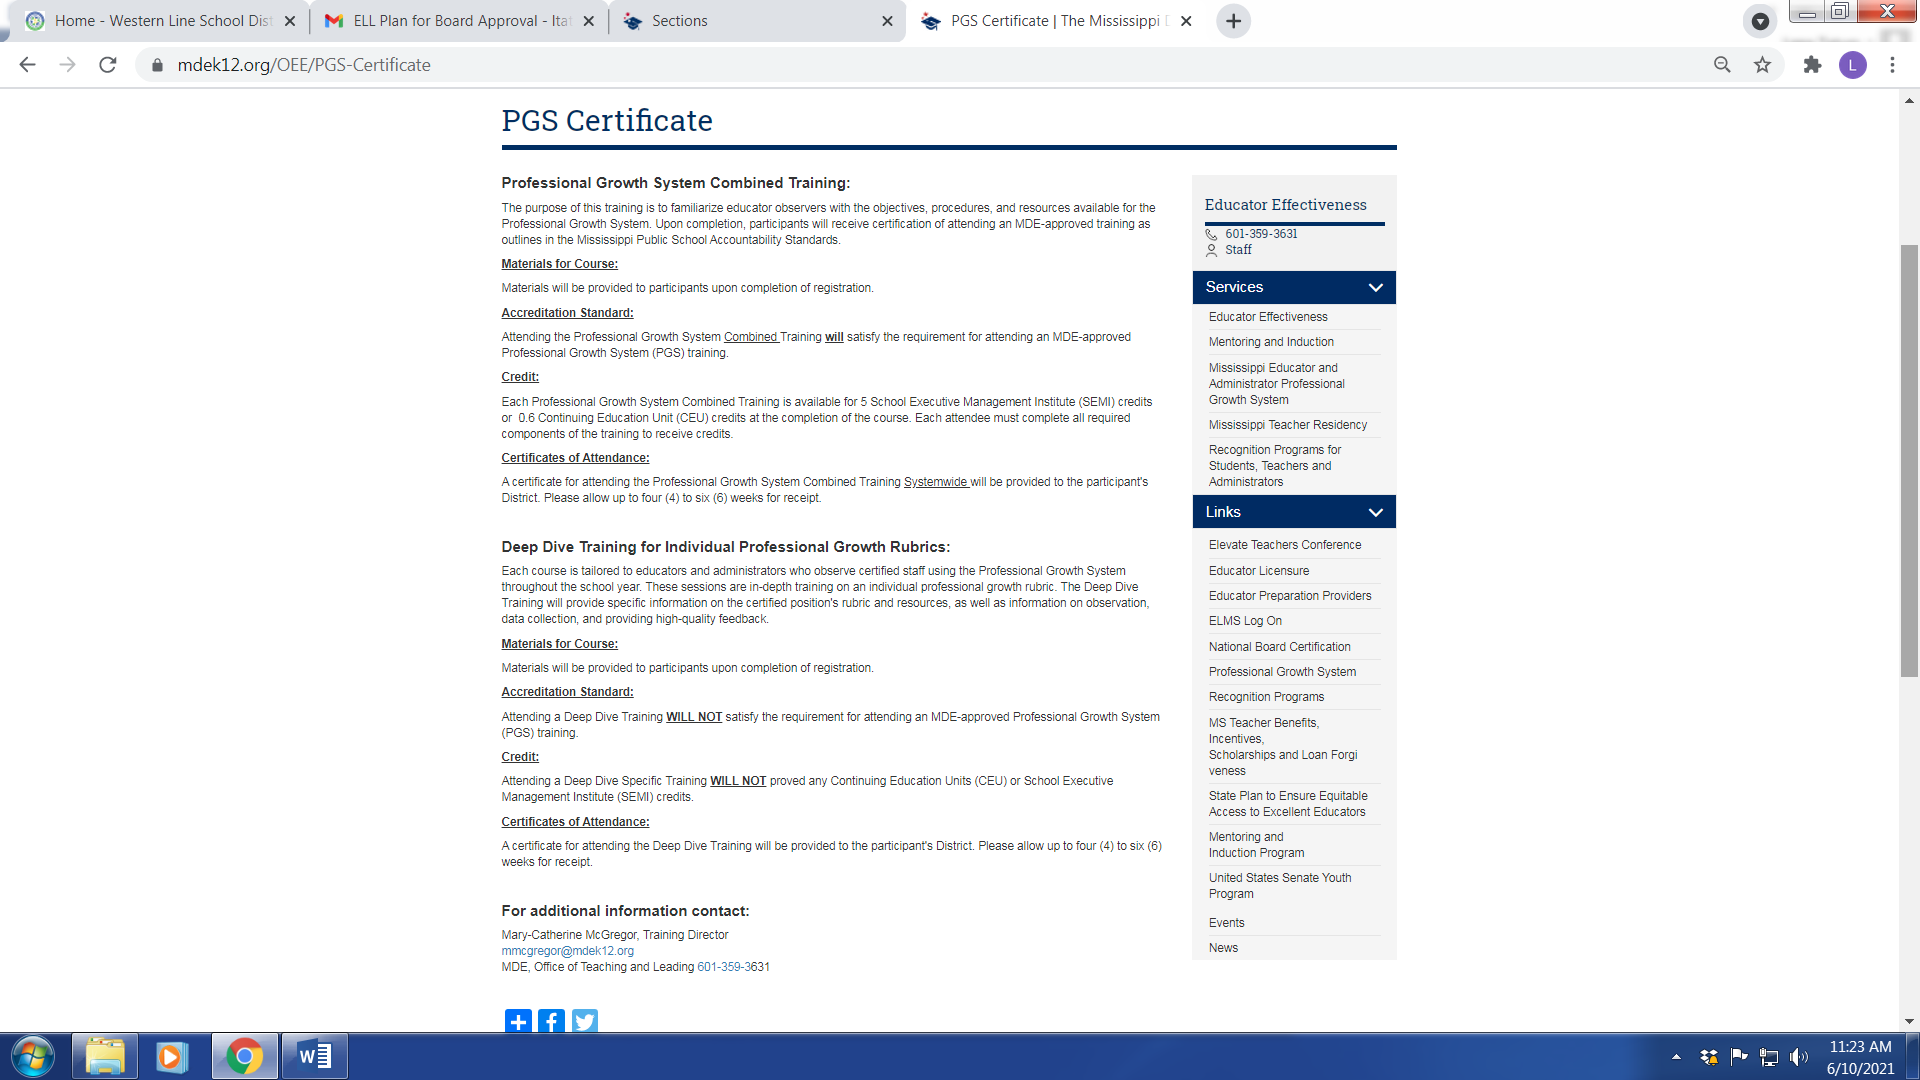 Home - Western Line School Dist
ELL Plan for Board Approval - Ita
Sections
PGS Certificate | The Mississippi D
mdek12.org/OEE/PGS-Certificate
L
PGS Certificate
Professional Growth System Combined Training:
The purpose of this training is to familiarize educator observers with the objectives, procedures, and resources available for the
Professional Growth System. Upon completion, participants will receive certification of attending an MDE-approved training as
outlines in the Mississippi Public School Accountability Standards.
Materials for Course:
Materials will be provided to participants upon completion of registration.
Accreditation Standard:
Attending the Professional Growth System Combined Training will satisfy the requirement for attending an MDE-approved
Professional Growth System (PGS) training.
Credit:
Each Professional Growth System Combined Training is available for 5 School Executive Management Institute (SEMI) credits
or 0.6 Continuing Education Unit (CEU) credits at the completion of the course. Each attendee must complete all required
components of the training to receive credits.
Certificates of Attendance:
A certificate for attending the Professional Growth System Combined Training Systemwide will be provided to the participant's
District. Please allow up to four (4) to six (6) weeks for receipt.
Deep Dive Training for Individual Professional Growth Rubrics:
Each course is tailored to educators and administrators who observe certified staff using the Professional Growth System
throughout the school year. These sessions are in-depth training on an individual professional growth rubric. The Deep Dive
Training will provide specific information on the certified position's rubric and resources, as well as information on observation,
data collection, and providing high-quality feedback.
Materials for Course:
Materials will be provided to participants upon completion of registration.
Accreditation Standard:
Attending a Deep Dive Training WILL NOT satisfy the requirement for attending an MDE-approved Professional Growth System
(PGS) training.
Credit:
Attending a Deep Dive Specific Training WILL NOT proved any Continuing Education Units (CEU) or School Executive
Management Institute (SEMI) credits.
Certificates of Attendance:
A certificate for attending the Deep Dive Training will be provided to the participant's District. Please allow up to four (4) to six (6)
weeks for receipt.
For additional information contact:
Mary-Catherine McGregor, Training Director
mmcgregor@mdek12.org
MDE, Office of Teaching and Leading 601-359-3631
Educator Effectiveness
601-359-3631
Staff
Services
Educator Effectiveness
Mentoring and Induction
Mississippi Educator and
Administrator Professional
Growth System
Mississippi Teacher Residency
Recognition Programs for
Students, Teachers and
Administrators
Links
Elevate Teachers Conference
Educator Licensure
Educator Preparation Providers
ELMS Log On
National Board Certification
Professional Growth System
Recognition Programs
MS Teacher Benefits,
Incentives,
Scholarships and Loan Forgi
veness
State Plan to Ensure Equitable
Access to Excellent Educators
Mentoring and
Induction Program
United States Senate Youth
Program
Events
News
11:23 AM
6/10/2021